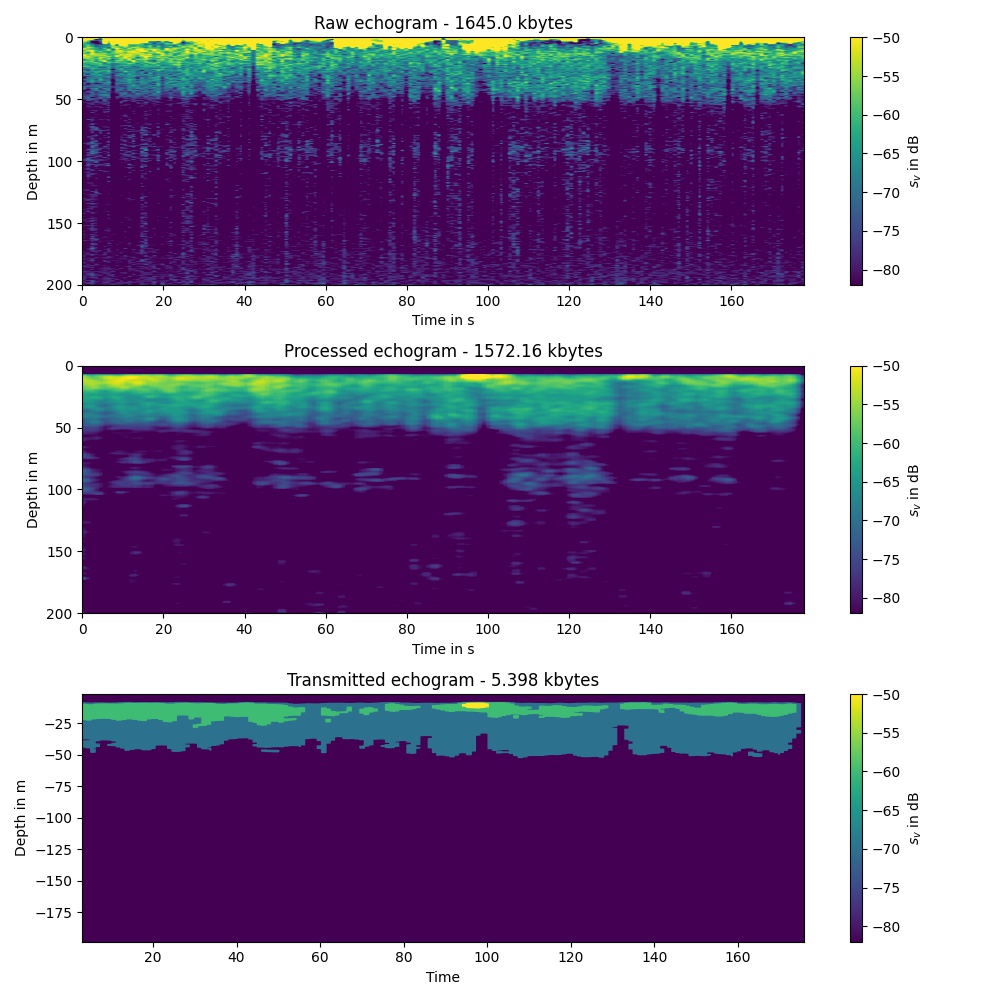 Raw echogram - 1645.0 kbytes
0
50
100
150
200
Depth in m
0 20 40 60 80 100 120 140 160
Time in s
−50
−55
−60
−65
−70
−75
−80
sv in dB
Processed echogram - 1572.16 kbytes
0
50
100
150
200
Depth in m
0 20 40 60 80 100 120 140 160
Time in s
−50
−55
−60
−65
−70
−75
−80
sv in dB
Transmitted echogram - 5.398 kbytes
−25
−50
−75
−100
−125
−150
−175
Depth in m
20 40 60 80 100 120 140 160
Time
−50
−55
−60
−65
−70
−75
−80
sv in dB